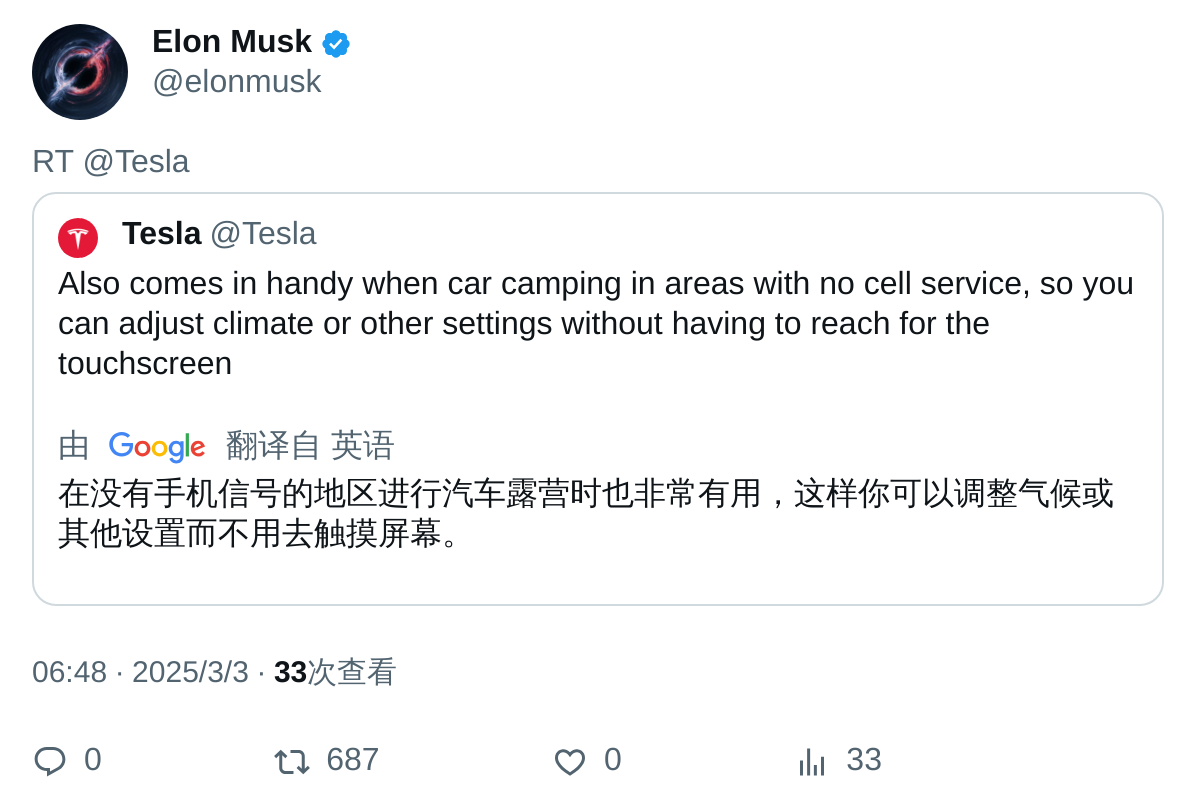 Elon Musk
@elonmusk
RT @Tesla
Tesla @Tesla
Also comes in handy when car camping in areas with no cell service, so you
can adjust climate or other settings without having to reach for the
touchscreen
由 Google 翻译自 英语
在没有手机信号的地区进行汽车露营时也非常有用，这样你可以调整气候或
其他设置而不用去触摸屏幕。
06:48 · 2025/3/3 · 33次查看
0 687 0 33